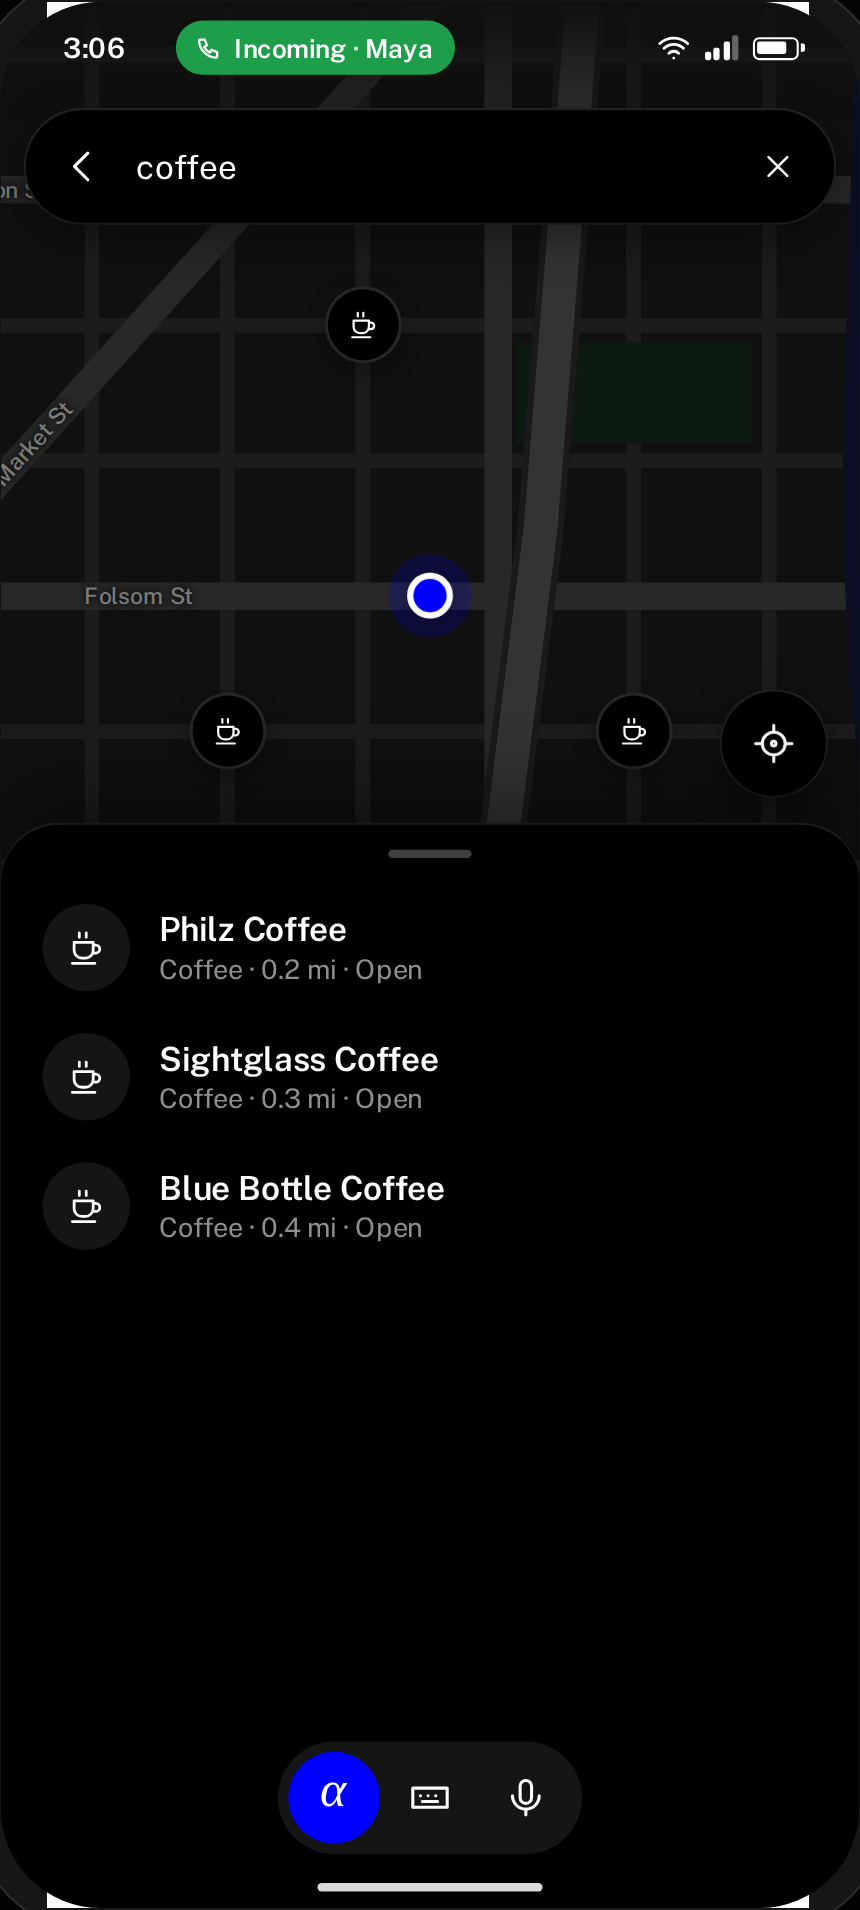 3:06
Incoming · Maya
coffee
Market St
Folsom St
Philz Coffee
Coffee · 0.2 mi · Open
Sightglass Coffee
Coffee · 0.3 mi · Open
Blue Bottle Coffee
Coffee · 0.4 mi · Open
α